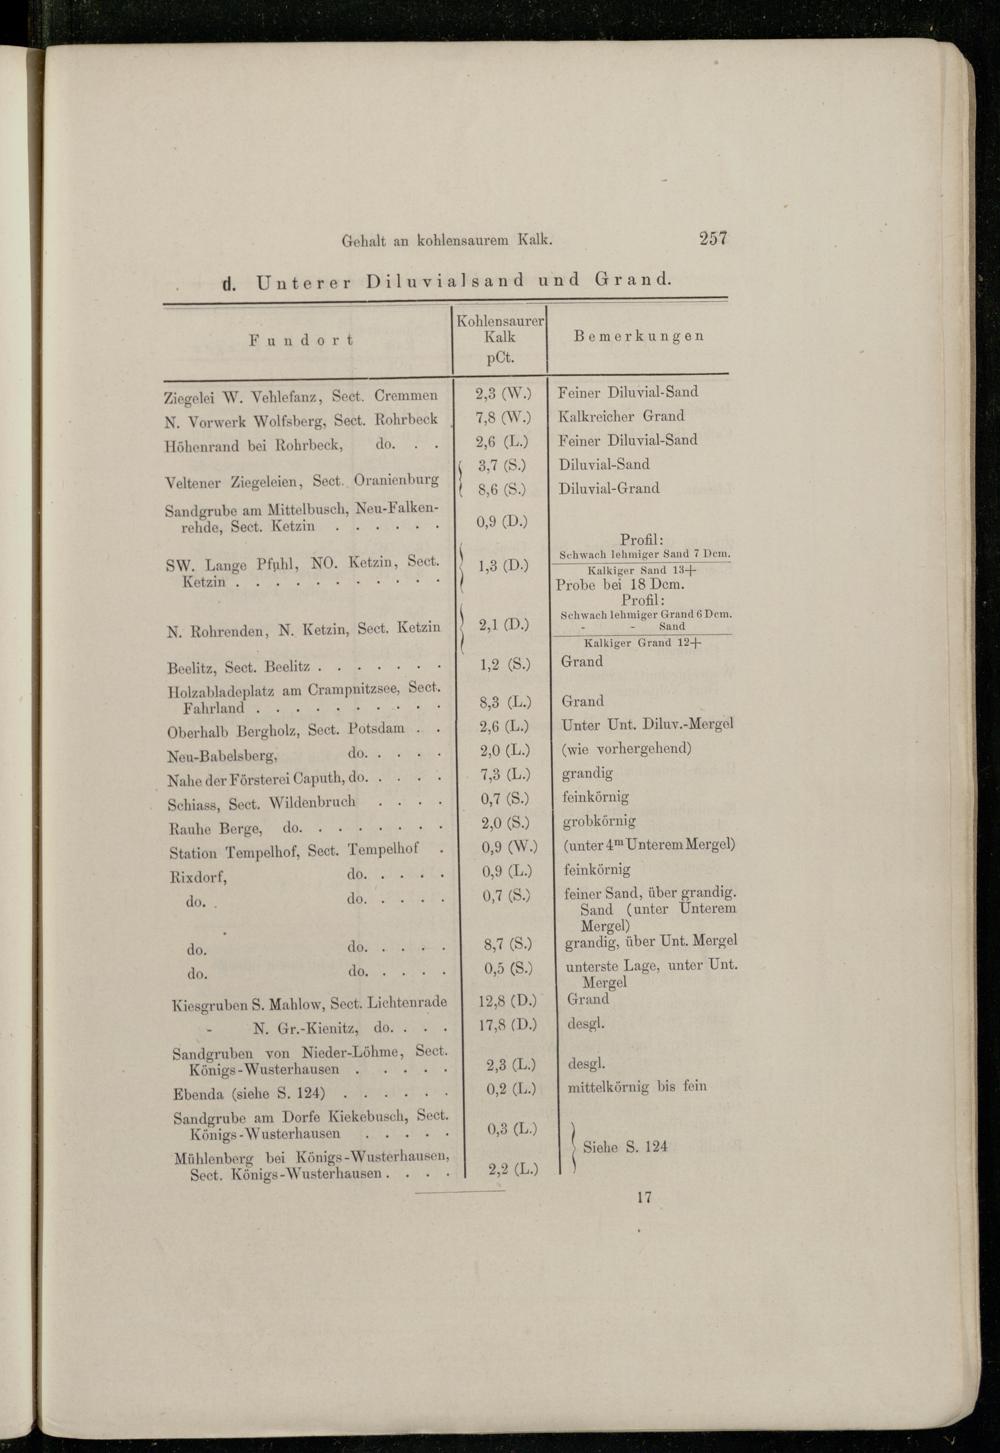 Gehalt an kohlensaurem Kalk. 257
d. Unterer Diluvialsand und Grand.
Fundort Kohlensaurer Kalk pCt. Bemerkungen
Ziegelei W. Vehlefanz, Sect. Cremmen 2,3 (W.) Feiner Diluvial-Sand
N. Vorwerk Wolfsberg, Sect. Rohrbeck 7,8 (W.) Kalkreicher Grand
Höhenrand bei Rohrbeck, do. . . 2,6 (L.) Feiner Diluvial-Sand
Veltener Ziegeleien, Sect. Oranienburg { 3,7 (S.) Diluvial-Sand
8,6 (S.) Diluvial-Grand
Sandgrube am Mittelbusch, Neu-Falken-
rehde, Sect. Ketzin . . . . . . 0,9 (D.)
Profil:
Schwach lehmiger Sand 7 Dcm.
SW. Lange Pfuhl, NO. Ketzin, Sect.
Ketzin . . . . . . . . . . . { 1,3 (D.) Kalkiger Sand 13+
Probe bei 18 Dcm.
Profil:
Schwach lehmiger Grand 6 Dcm.
N. Rohrenden, N. Ketzin, Sect. Ketzin { 2,1 (D.) - - Sand
Kalkiger Grand 12+
Beelitz, Sect. Beelitz . . . . . . . 1,2 (S.) Grand
Holzabladeplatz am Crampnitzsee, Sect.
Fahrland . . . . . . . . . . 8,3 (L.) Grand
Oberhalb Bergholz, Sect. Potsdam . . 2,6 (L.) Unter Unt. Diluv.-Mergel
Neu-Babelsberg, do. . . . . 2,0 (L.) (wie vorhergehend)
Nahe der Försterei Caputh, do. . . . . 7,3 (L.) grandig
Schiass, Sect. Wildenbruch . . . . 0,7 (S.) feinkörnig
Rauhe Berge, do. . . . . . . . 2,0 (S.) grobkörnig
Station Tempelhof, Sect. Tempelhof . 0,9 (W.) (unter 4m Unterem Mergel)
Rixdorf, do. . . . . 0,9 (L.) feinkörnig
do. . do. . . . . 0,7 (S.) feiner Sand, über grandig.
Sand (unter Unterem
Mergel)
do. do. . . . . 8,7 (S.) grandig, über Unt. Mergel
do. do. . . . . 0,5 (S.) unterste Lage, unter Unt.
Mergel
Kiesgruben S. Mahlow, Sect. Lichtenrade 12,8 (D.) Grand
- N. Gr.-Kienitz, do. . . . 17,8 (D.) desgl.
Sandgruben von Nieder-Löhme, Sect.
Königs-Wusterhausen . . . . . 2,3 (L.) desgl.
Ebenda (siehe S. 124) . . . . . . 0,2 (L.) mittelkörnig bis fein
Sandgrube am Dorfe Kiekebusch, Sect.
Königs-Wusterhausen . . . . . 0,3 (L.)
} Siehe S. 124
Mühlenberg bei Königs-Wusterhausen,
Sect. Königs-Wusterhausen . . . . 2,2 (L.)
17